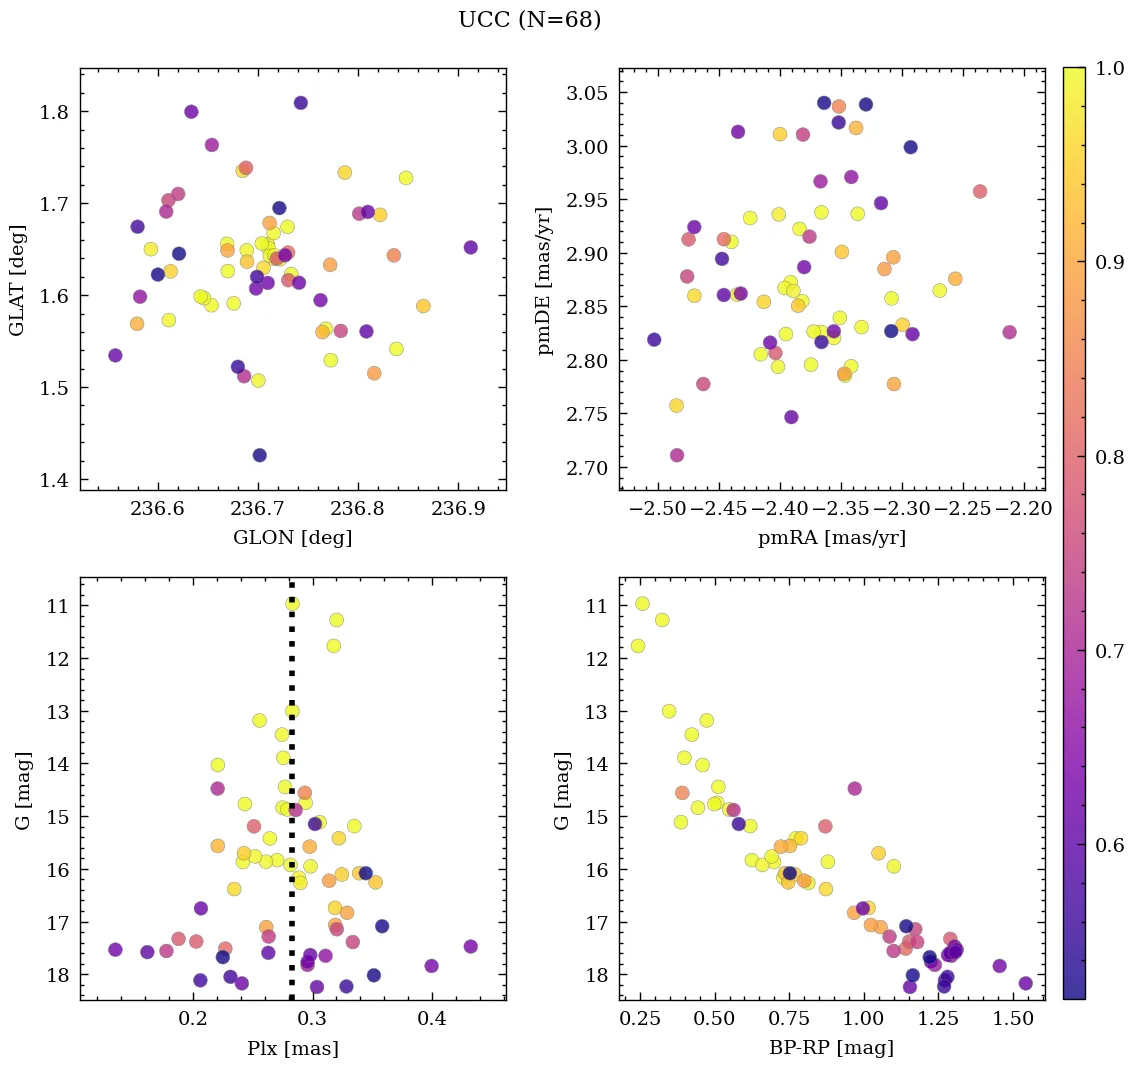 UCC (N=68)
1.8
1.7
1.6
1.5
1.4
GLAT [deg]
236.6 236.7 236.8 236.9
GLON [deg]
3.05
3.00
2.95
2.90
2.85
2.80
2.75
2.70
pmDE [mas/yr]
−2.50 −2.45 −2.40 −2.35 −2.30 −2.25 −2.20
pmRA [mas/yr]
1.0
0.9
0.8
0.7
0.6
11
12
13
14
15
16
17
18
G [mag]
0.2 0.3 0.4
Plx [mas]
11
12
13
14
15
16
17
18
G [mag]
0.25 0.50 0.75 1.00 1.25 1.50
BP-RP [mag]